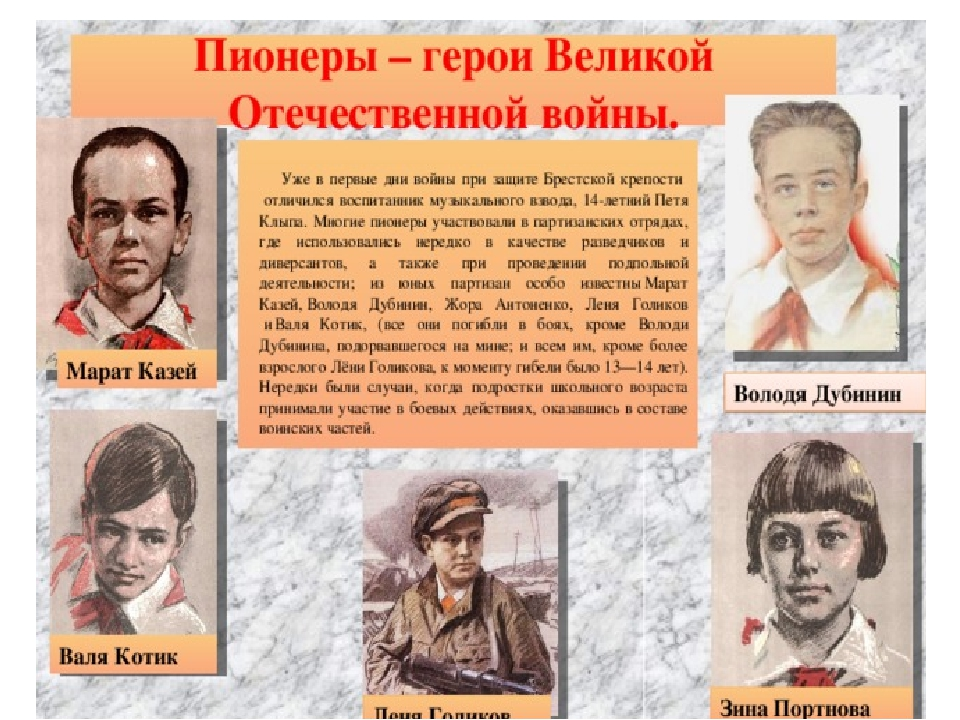 Пионеры – герои Великой
Отечественной войны.
Уже в первые дни войны при защите Брестской крепости
отличился воспитанник музыкального взвода, 14-летний Петя
Клыпа. Многие пионеры участвовали в партизанских отрядах,
где использовались нередко в качестве разведчиков и
диверсантов, а также при проведении подпольной
деятельности; из юных партизан особо известны Марат
Казей, Володя Дубинин, Жора Антоненко, Леня Голиков
и Валя Котик, (все они погибли в боях, кроме Володи
Дубинина, подорвавшегося на мине; и всем им, кроме более
взрослого Лёни Голикова, к моменту гибели было 13—14 лет).
Нередки были случаи, когда подростки школьного возраста
принимали участие в боевых действиях, оказавшись в составе
воинских частей.
Марат Казей
Володя Дубинин
Валя Котик
Леня Голиков
Зина Портнова